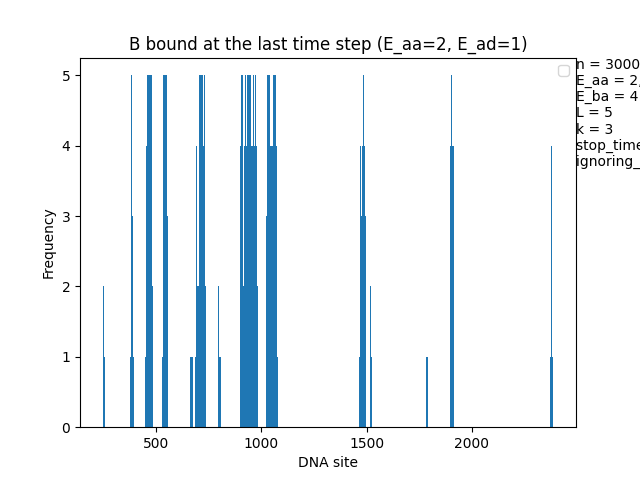 B bound at the last time step (E_aa=2, E_ad=1)
n = 3000
E_aa = 2,
E_ba = 4
L = 5
k = 3
stop_time
ignoring_
Frequency
5
4
3
2
1
0
500
1000
1500
2000
DNA site